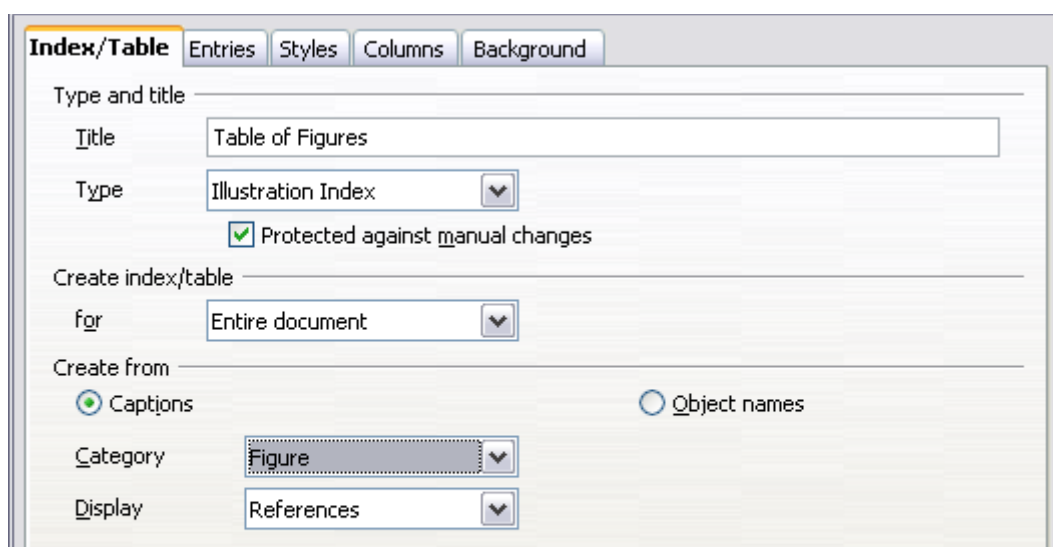 Index/Table Entries Styles Columns Background
Type and title
Title Table of Figures
Type Illustration Index
Protected against manual changes
Create index/table
for Entire document
Create from
Captions Object names
Category Figure
Display References